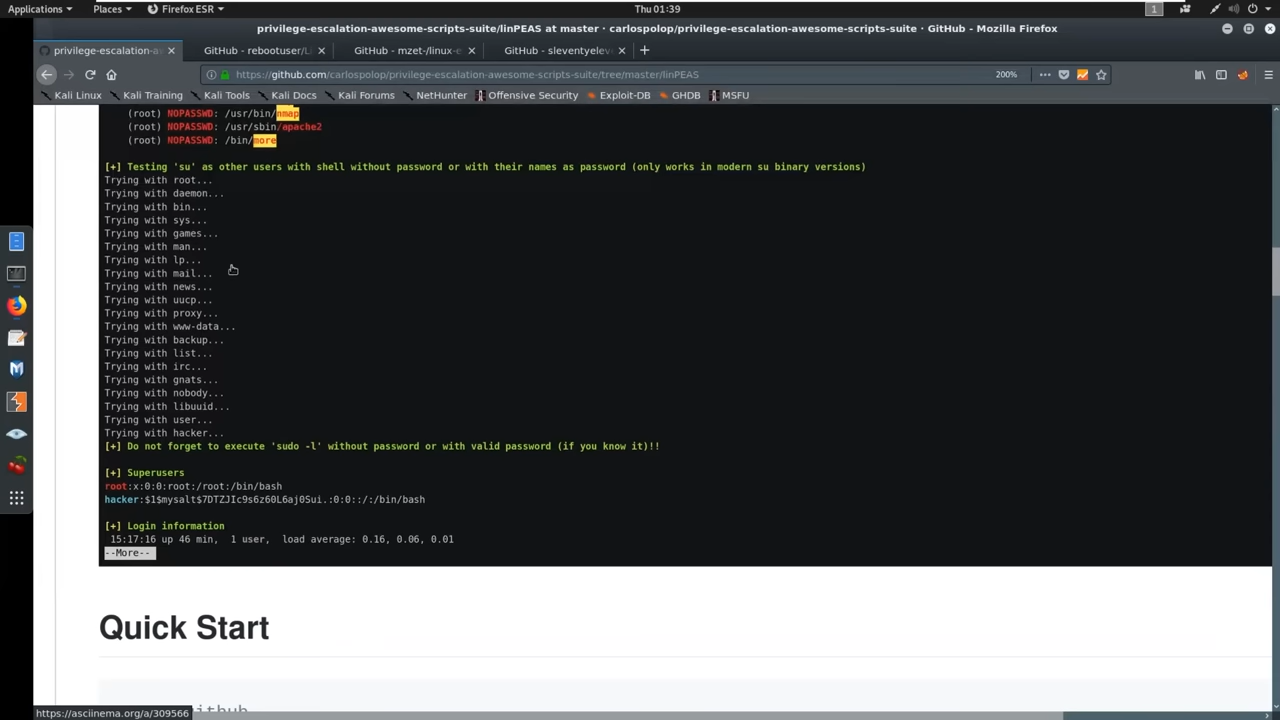 Applications Places Firefox ESR Thu 01:39 1
privilege-escalation-awesome-scripts-suite/linPEAS at master · carlospolop/privilege-escalation-awesome-scripts-suite · GitHub - Mozilla Firefox
privilege-escalation-a GitHub - rebootuser/L GitHub - mzet-/linux-e GitHub - sleventyelev
https://github.com/carlospolop/privilege-escalation-awesome-scripts-suite/tree/master/linPEAS 200%
Kali Linux Kali Training Kali Tools Kali Docs Kali Forums NetHunter Offensive Security Exploit-DB GHDB MSFU
(root) NOPASSWD: /usr/bin/nmap
(root) NOPASSWD: /usr/sbin/apache2
(root) NOPASSWD: /bin/more
[+] Testing 'su' as other users with shell without password or with their names as password (only works in modern su binary versions)
Trying with root...
Trying with daemon...
Trying with bin...
Trying with sys...
Trying with games...
Trying with man...
Trying with lp...
Trying with mail...
Trying with news...
Trying with uucp...
Trying with proxy...
Trying with www-data...
Trying with backup...
Trying with list...
Trying with irc...
Trying with gnats...
Trying with nobody...
Trying with libuuid...
Trying with user...
Trying with hacker...
[+] Do not forget to execute 'sudo -l' without password or with valid password (if you know it)!!
[+] Superusers
root:x:0:0:root:/root:/bin/bash
hacker:$1$mysalt$7DTZJIc9s6z60L6aj0Sui.:0:0::/:/bin/bash
[+] Login information
15:17:16 up 46 min, 1 user, load average: 0.16, 0.06, 0.01
--More--
Quick Start
github
https://asciinema.org/a/309566